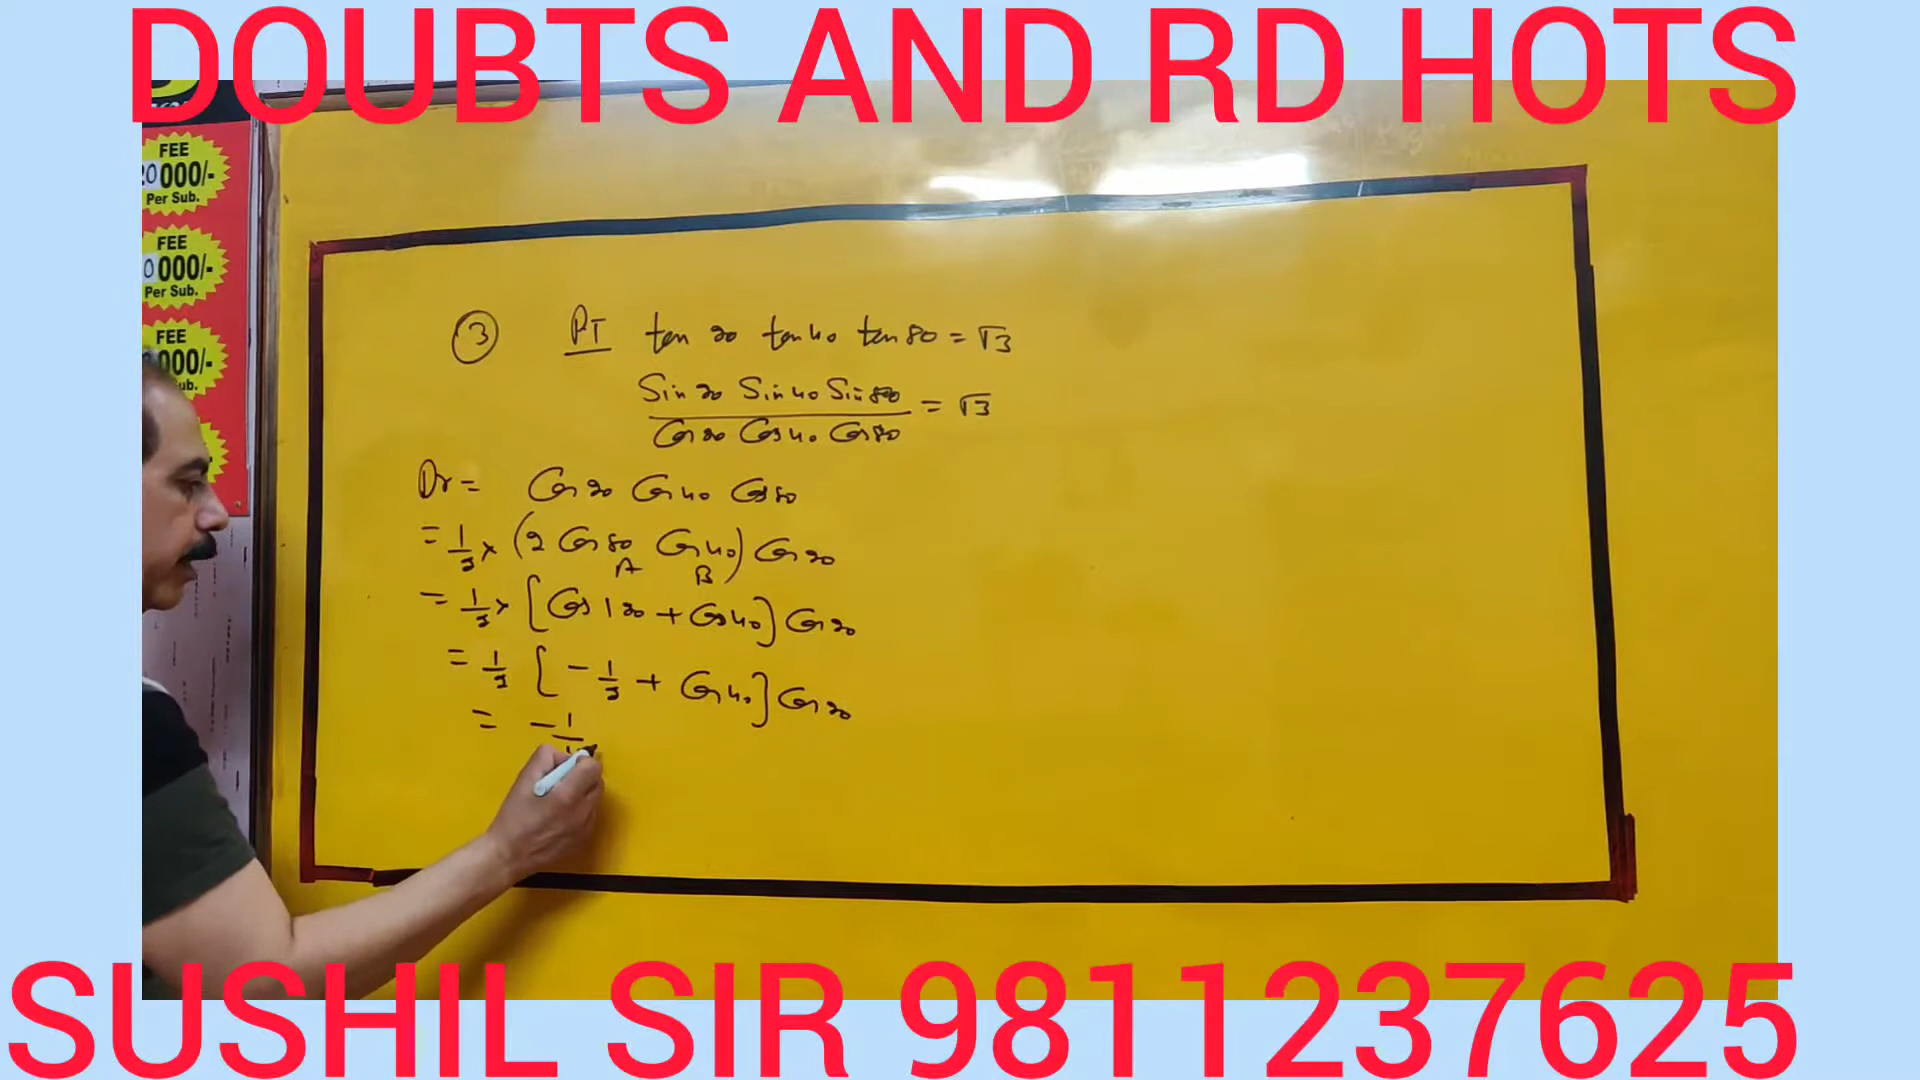 DOUBTS AND RD HOTS
FEE
20000/-
Per Sub.
FEE
0000/-
Per Sub.
FEE
000/-
ub.
③ PT tan 20 tan 40 tan 80 = √3
Sin 20 Sin 40 Sin 80 / Cos 20 Cos 40 Cos 80 = √3
Dr = Cos 20 Cos 40 Cos 80
= 1/2 × (2 Cos 80 Cos 40) Cos 20
A B
= 1/2 × [Cos 120 + Cos 40] Cos 20
= 1/2 [-1/2 + Cos 40] Cos 20
= -1/
SUSHIL SIR 9811237625